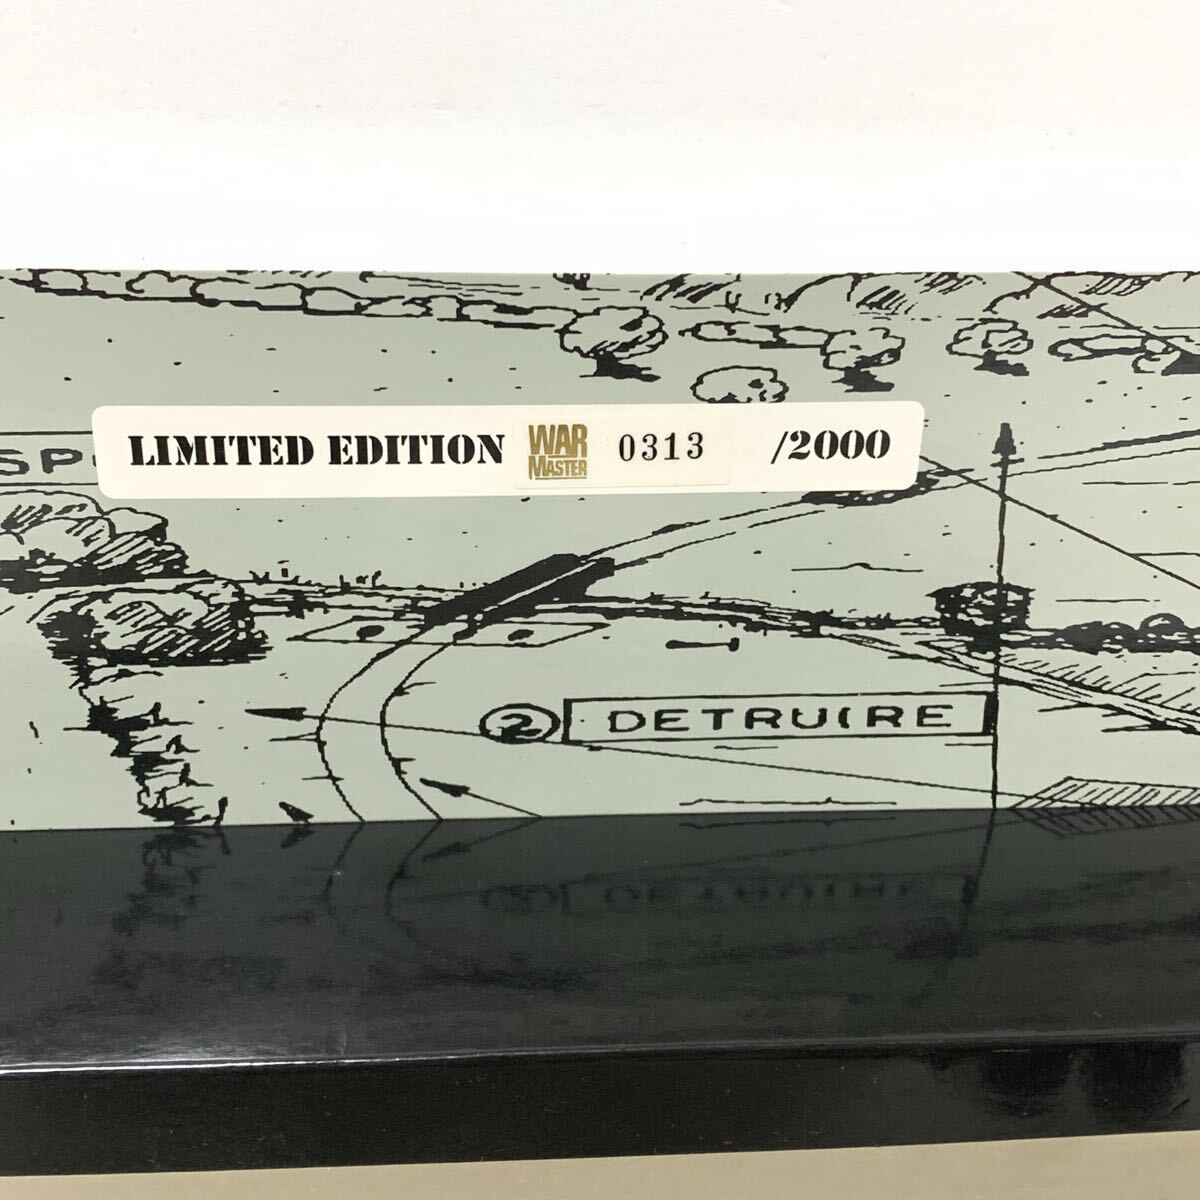 LIMITED EDITION WAR MASTER 0313 /2000
SP
2 DETRUIRE